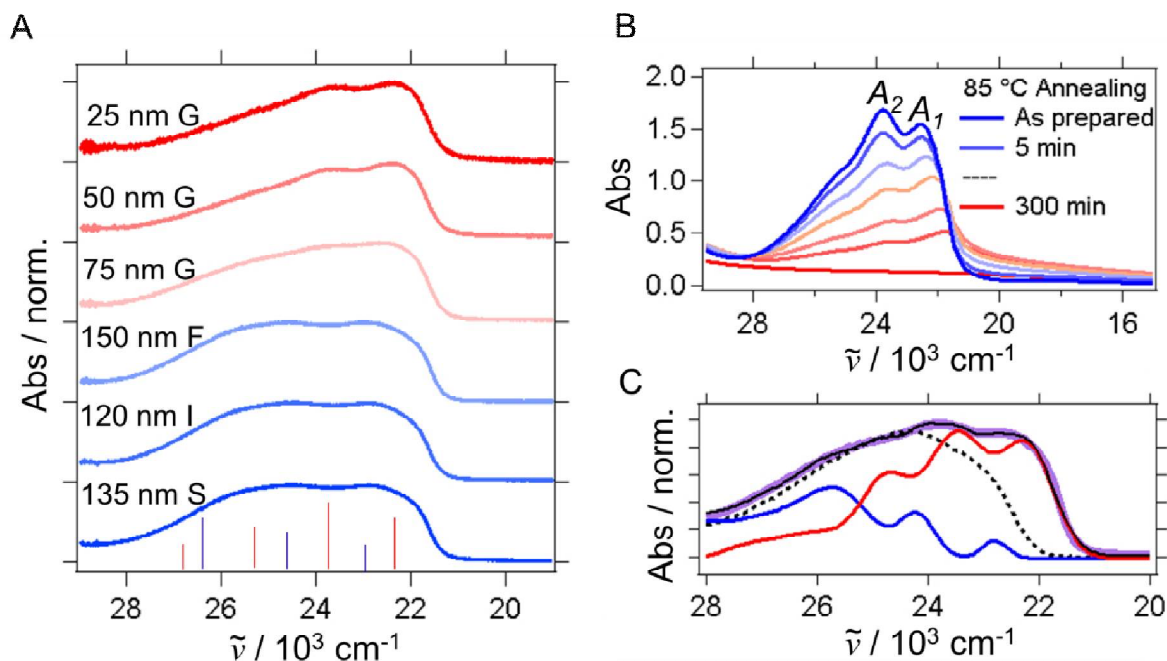 A
25 nm G
50 nm G
75 nm G
150 nm F
120 nm I
135 nm S
Abs / norm.
28 26 24 22 20
ṽ / 10³ cm⁻¹
B
2.0
1.5
1.0
0.5
0.0
Abs
A₂ A₁
85 °C Annealing
As prepared
5 min
----
300 min
28 24 20 16
ṽ / 10³ cm⁻¹
C
Abs / norm.
28 26 24 22 20
ṽ / 10³ cm⁻¹